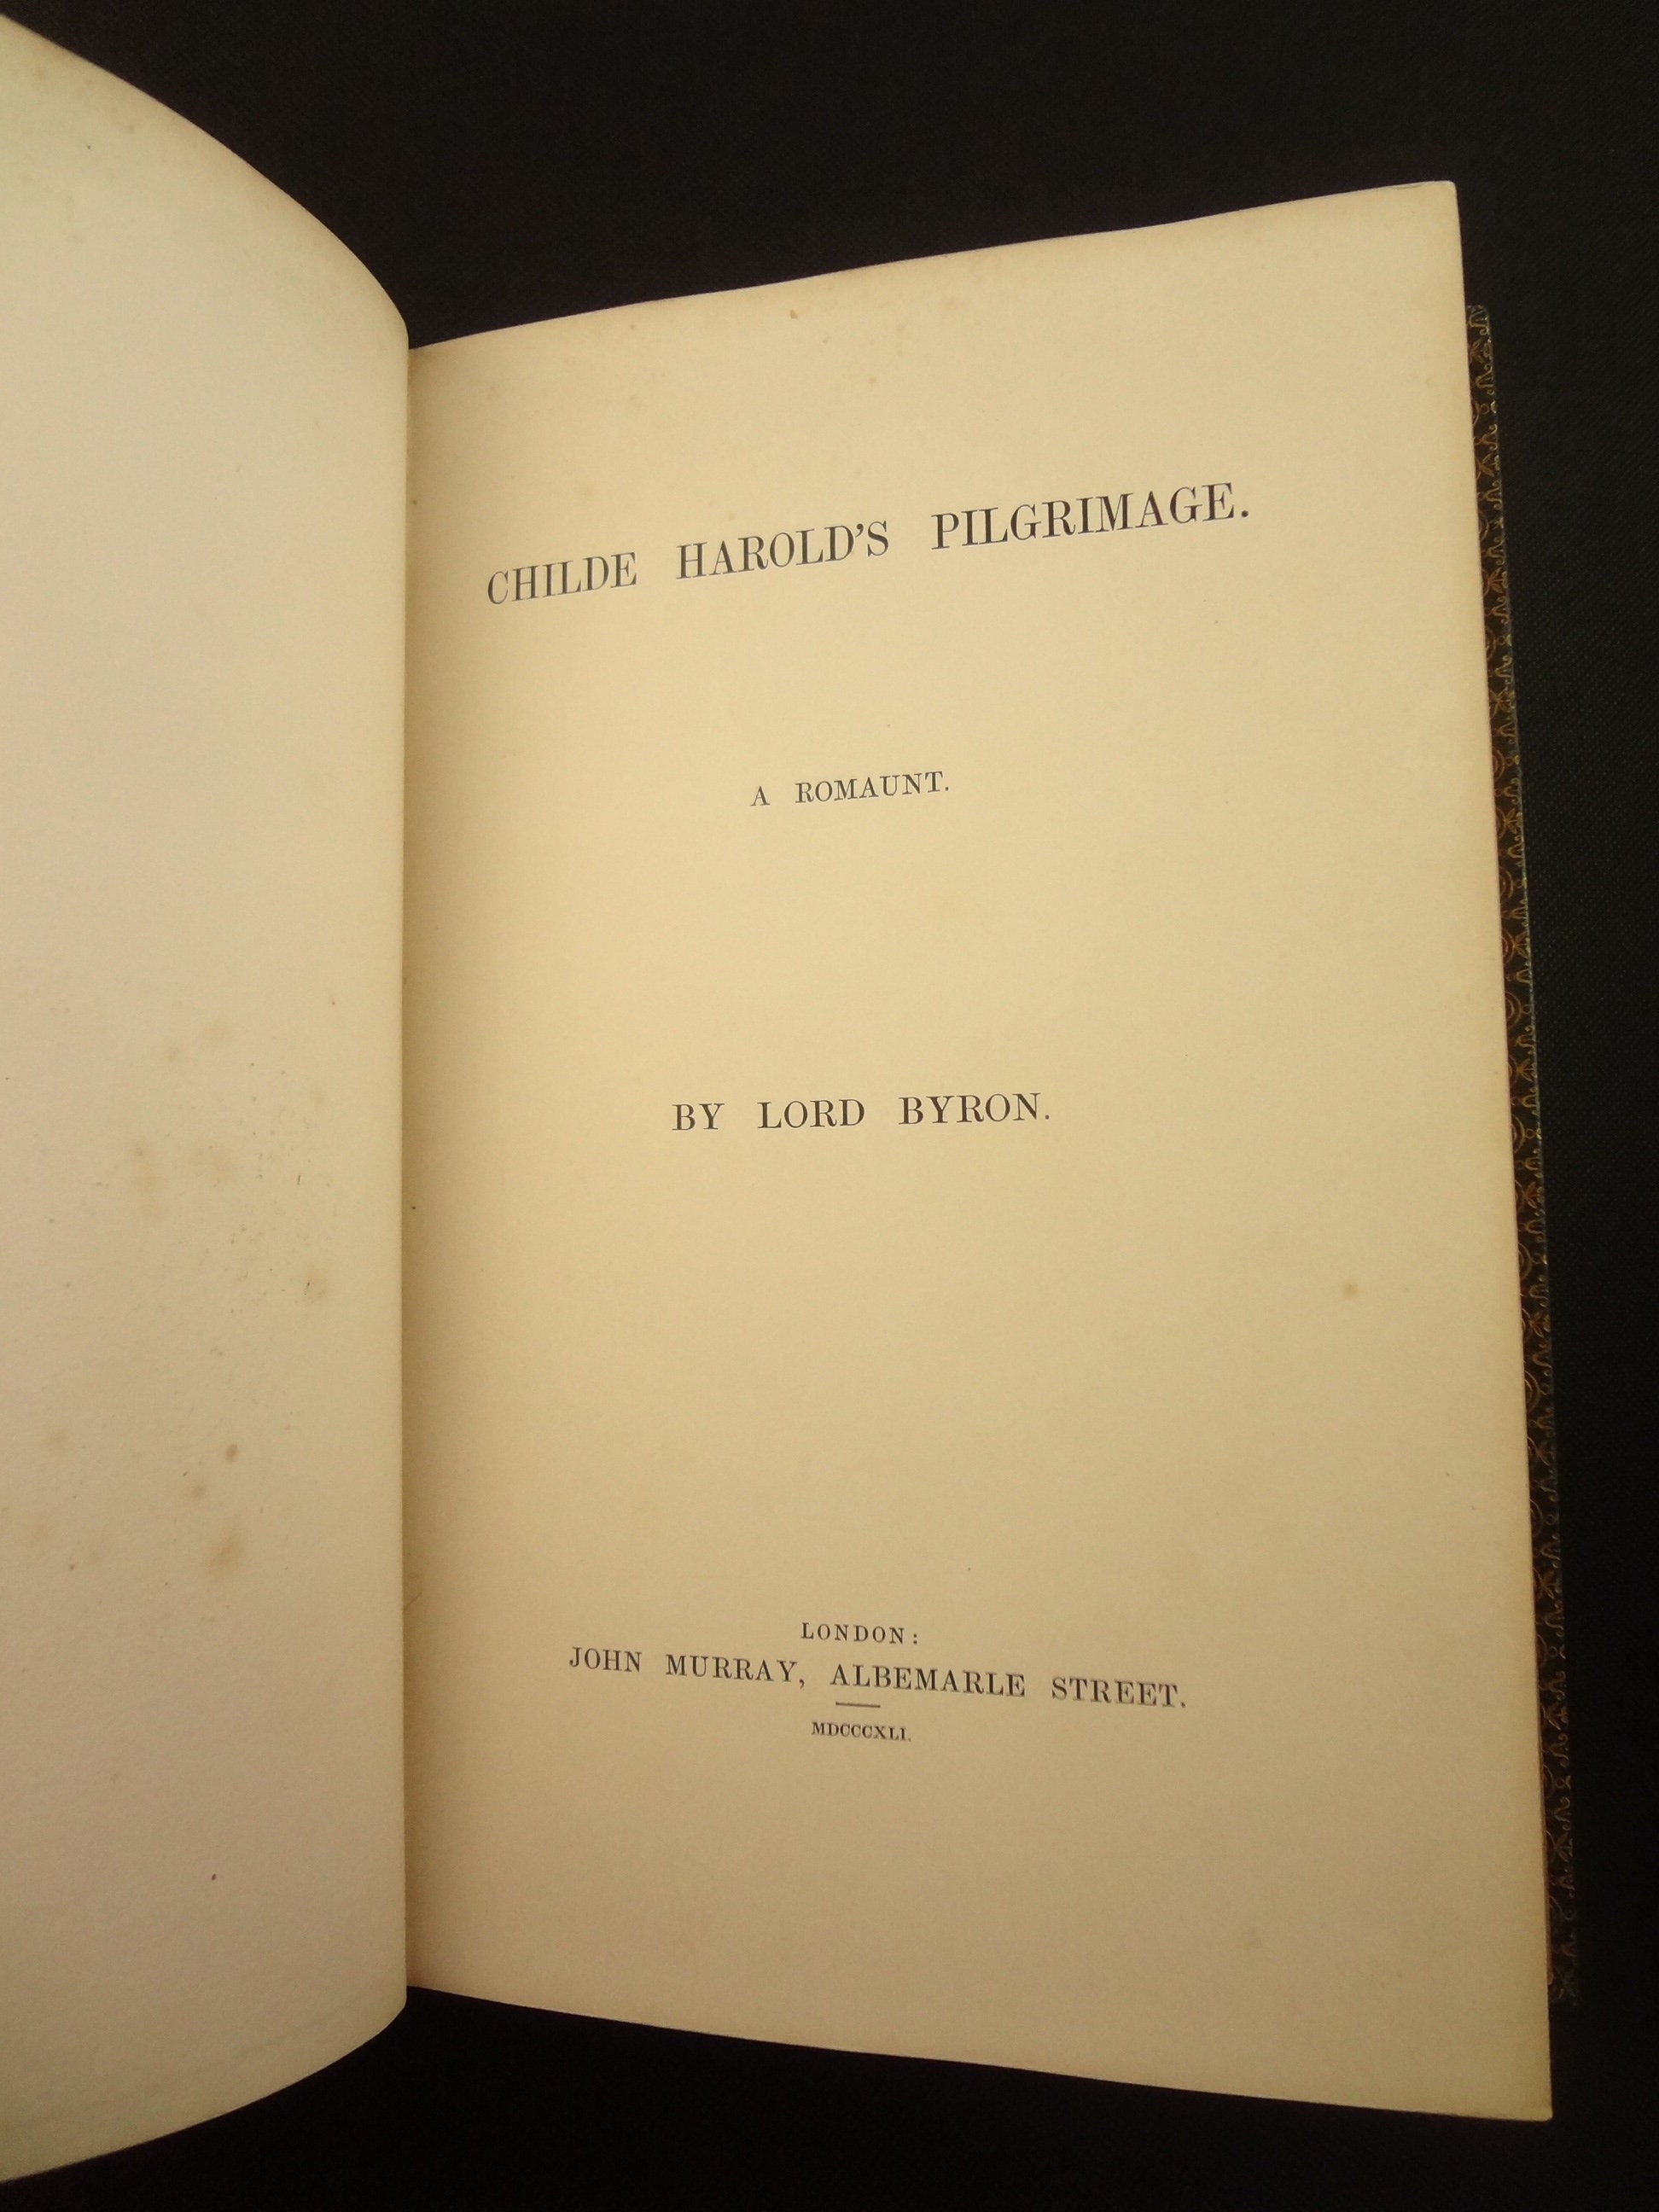 CHILDE HAROLD'S PILGRIMAGE.
A ROMAUNT.
BY LORD BYRON.
LONDON:
JOHN MURRAY, ALBEMARLE STREET.
MDCCCXLI.